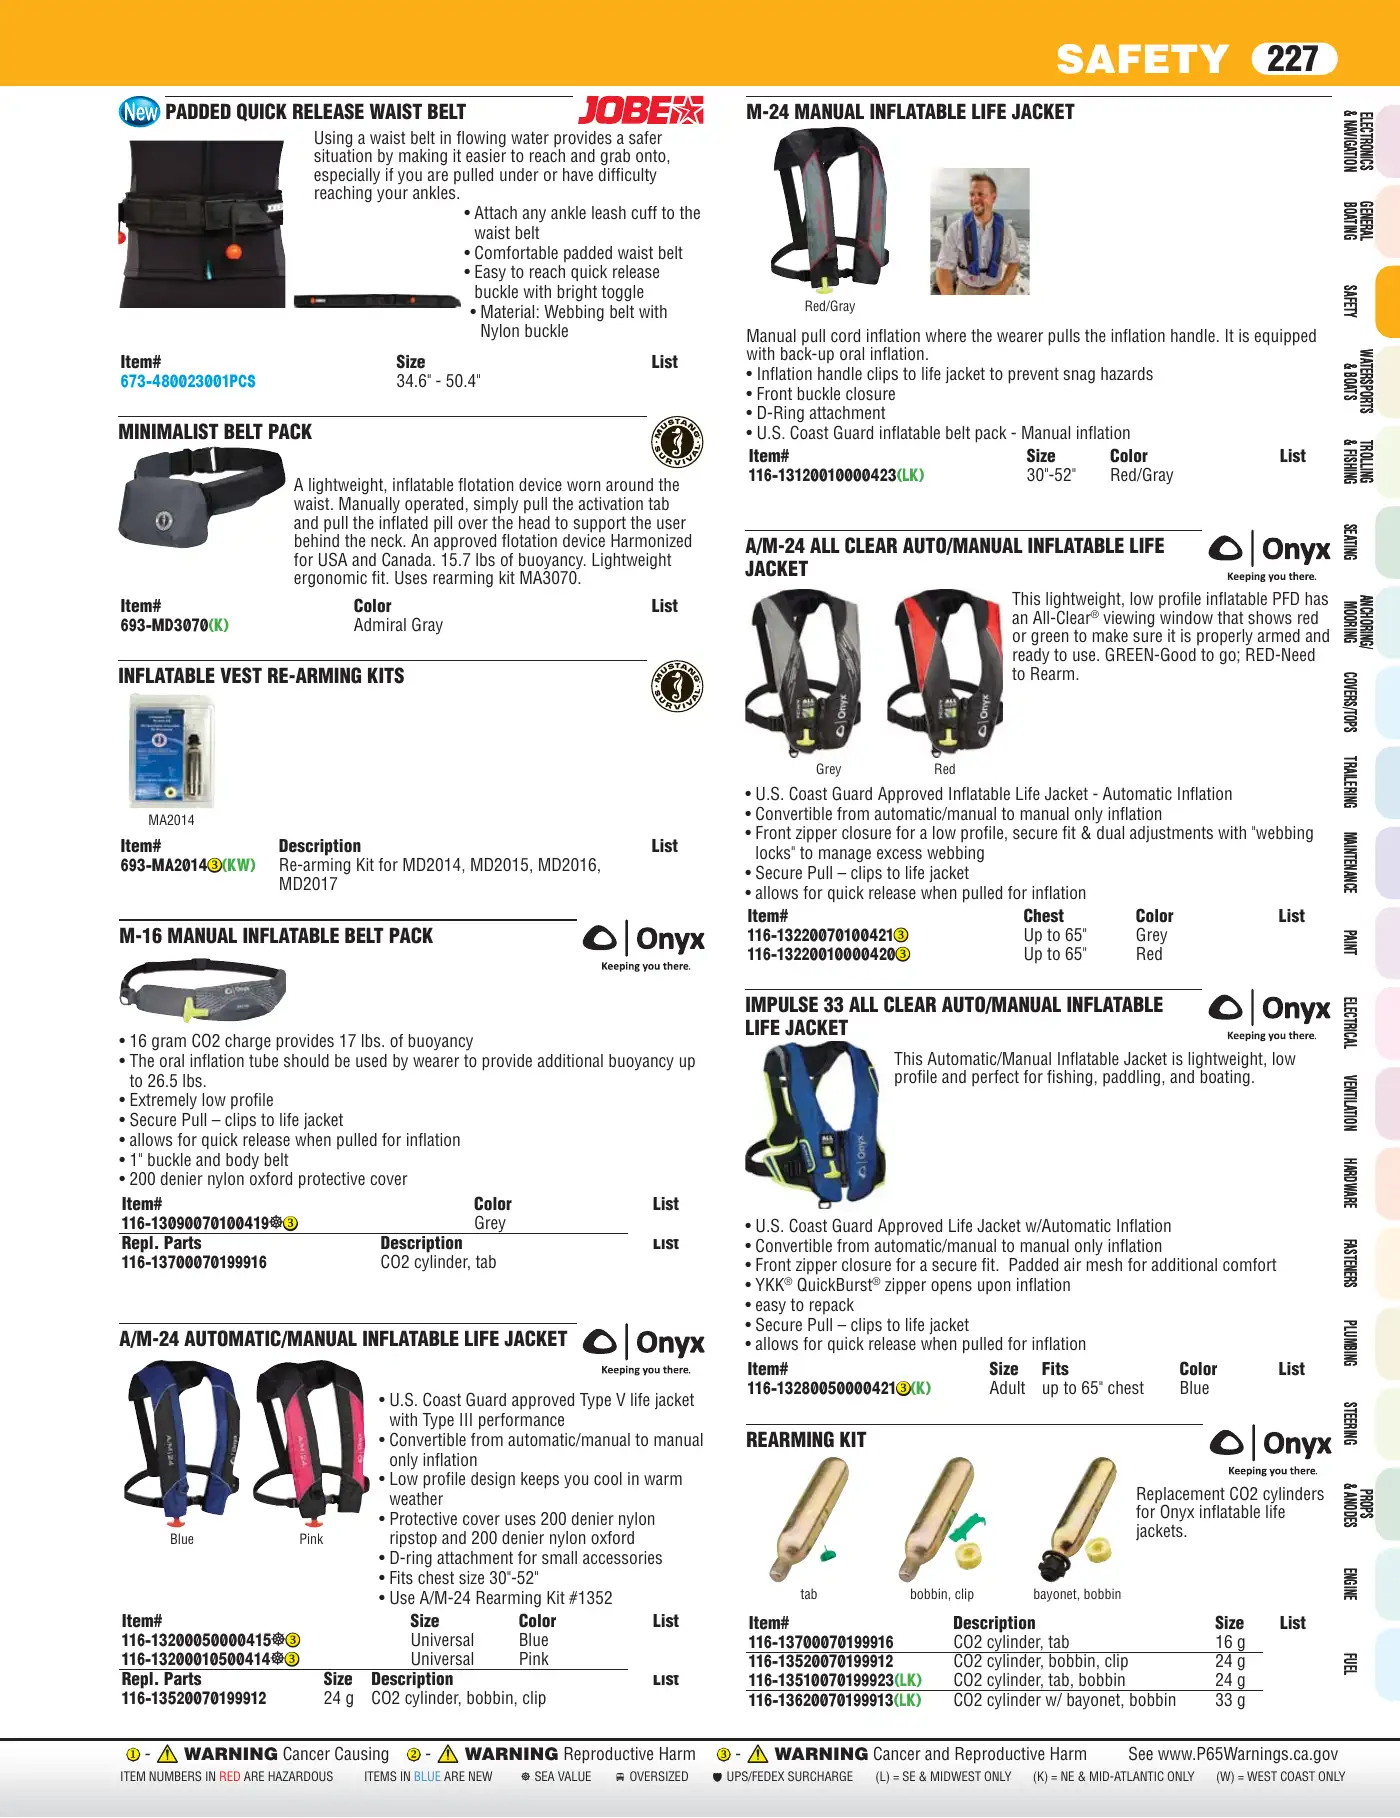 SAFETY 227
New PADDED QUICK RELEASE WAIST BELT
JOBE
Using a waist belt in flowing water provides a safer
situation by making it easier to reach and grab onto,
especially if you are pulled under or have difficulty
reaching your ankles.
• Attach any ankle leash cuff to the
waist belt
• Comfortable padded waist belt
• Easy to reach quick release
buckle with bright toggle
• Material: Webbing belt with
Nylon buckle
Item# Size List
673-480023001PCS 34.6" - 50.4"
MINIMALIST BELT PACK
MUSTANG SURVIVAL
A lightweight, inflatable flotation device worn around the
waist. Manually operated, simply pull the activation tab
and pull the inflated pill over the head to support the user
behind the neck. An approved flotation device Harmonized
for USA and Canada. 15.7 lbs of buoyancy. Lightweight
ergonomic fit. Uses rearming kit MA3070.
Item# Color List
693-MD3070(K) Admiral Gray
INFLATABLE VEST RE-ARMING KITS
MUSTANG SURVIVAL
MA2014
Item# Description List
693-MA2014 3 (KW) Re-arming Kit for MD2014, MD2015, MD2016,
MD2017
M-16 MANUAL INFLATABLE BELT PACK
Onyx
Keeping you there.
• 16 gram CO2 charge provides 17 lbs. of buoyancy
• The oral inflation tube should be used by wearer to provide additional buoyancy up
to 26.5 lbs.
• Extremely low profile
• Secure Pull – clips to life jacket
• allows for quick release when pulled for inflation
• 1" buckle and body belt
• 200 denier nylon oxford protective cover
Item# Color List
116-13090070100419 3 Grey
Repl. Parts Description List
116-13700070199916 CO2 cylinder, tab
A/M-24 AUTOMATIC/MANUAL INFLATABLE LIFE JACKET
Onyx
Keeping you there.
Blue Pink
• U.S. Coast Guard approved Type V life jacket
with Type III performance
• Convertible from automatic/manual to manual
only inflation
• Low profile design keeps you cool in warm
weather
• Protective cover uses 200 denier nylon
ripstop and 200 denier nylon oxford
• D-ring attachment for small accessories
• Fits chest size 30"-52"
• Use A/M-24 Rearming Kit #1352
Item# Size Color List
116-13200050000415 3 Universal Blue
116-13200010500414 3 Universal Pink
Repl. Parts Size Description List
116-13520070199912 24 g CO2 cylinder, bobbin, clip
M-24 MANUAL INFLATABLE LIFE JACKET
Red/Gray
Manual pull cord inflation where the wearer pulls the inflation handle. It is equipped
with back-up oral inflation.
• Inflation handle clips to life jacket to prevent snag hazards
• Front buckle closure
• D-Ring attachment
• U.S. Coast Guard inflatable belt pack - Manual inflation
Item# Size Color List
116-13120010000423(LK) 30"-52" Red/Gray
A/M-24 ALL CLEAR AUTO/MANUAL INFLATABLE LIFE
JACKET
Onyx
Keeping you there.
This lightweight, low profile inflatable PFD has
an All-Clear® viewing window that shows red
or green to make sure it is properly armed and
ready to use. GREEN-Good to go; RED-Need
to Rearm.
Grey Red
• U.S. Coast Guard Approved Inflatable Life Jacket - Automatic Inflation
• Convertible from automatic/manual to manual only inflation
• Front zipper closure for a low profile, secure fit & dual adjustments with "webbing
locks" to manage excess webbing
• Secure Pull – clips to life jacket
• allows for quick release when pulled for inflation
Item# Chest Color List
116-13220070100421 3 Up to 65" Grey
116-13220010000420 3 Up to 65" Red
IMPULSE 33 ALL CLEAR AUTO/MANUAL INFLATABLE
LIFE JACKET
Onyx
Keeping you there.
This Automatic/Manual Inflatable Jacket is lightweight, low
profile and perfect for fishing, paddling, and boating.
• U.S. Coast Guard Approved Life Jacket w/Automatic Inflation
• Convertible from automatic/manual to manual only inflation
• Front zipper closure for a secure fit. Padded air mesh for additional comfort
• YKK® QuickBurst® zipper opens upon inflation
• easy to repack
• Secure Pull – clips to life jacket
• allows for quick release when pulled for inflation
Item# Size Fits Color List
116-13280050000421 3 (K) Adult up to 65" chest Blue
REARMING KIT
Onyx
Keeping you there.
Replacement CO2 cylinders
for Onyx inflatable life
jackets.
tab bobbin, clip bayonet, bobbin
Item# Description Size List
116-13700070199916 CO2 cylinder, tab 16 g
116-13520070199912 CO2 cylinder, bobbin, clip 24 g
116-13510070199923(LK) CO2 cylinder, tab, bobbin 24 g
116-13620070199913(LK) CO2 cylinder w/ bayonet, bobbin 33 g
ELECTRONICS
& NAVIGATION
GENERAL
BOATING
SAFETY
WATERSPORTS
& BOATS
TROLLING
& FISHING
SEATING
ANCHORING/
MOORING
COVERS/TOPS
TRAILERING
MAINTENANCE
PAINT
ELECTRICAL
VENTILATION
HARDWARE
FASTENERS
PLUMBING
STEERING
PROPS
& ANODES
ENGINE
FUEL
1 - WARNING Cancer Causing 2 - WARNING Reproductive Harm 3 - WARNING Cancer and Reproductive Harm See www.P65Warnings.ca.gov
ITEM NUMBERS IN RED ARE HAZARDOUS ITEMS IN BLUE ARE NEW SEA VALUE OVERSIZED UPS/FEDEX SURCHARGE (L) = SE & MIDWEST ONLY (K) = NE & MID-ATLANTIC ONLY (W) = WEST COAST ONLY